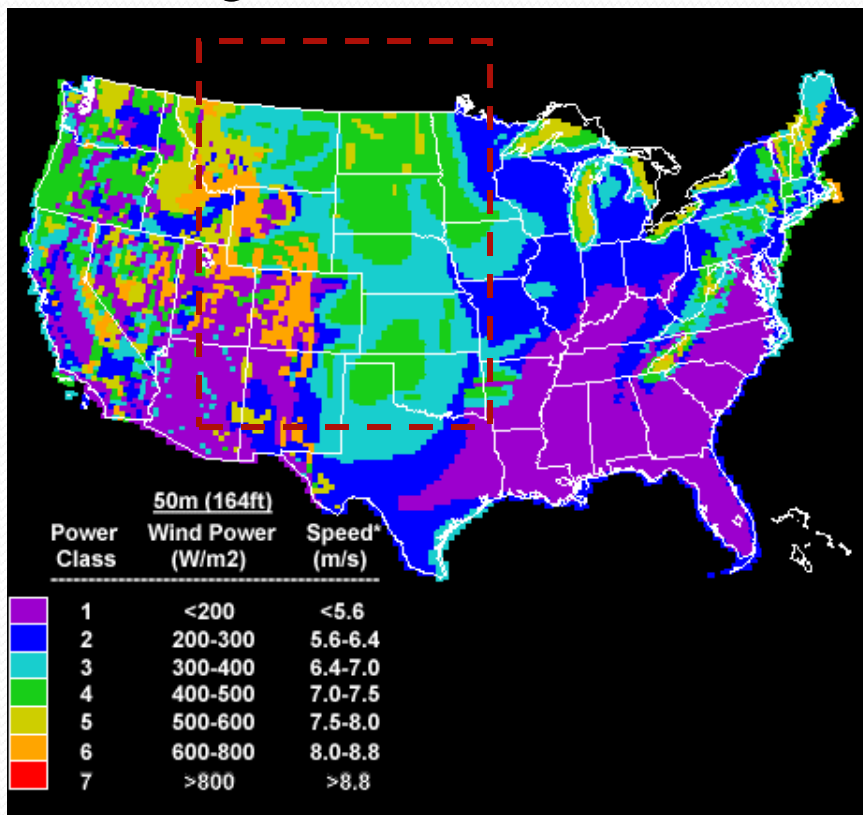 50m (164ft)
Power Wind Power Speed*
Class (W/m2) (m/s)
1 <200 <5.6
2 200-300 5.6-6.4
3 300-400 6.4-7.0
4 400-500 7.0-7.5
5 500-600 7.5-8.0
6 600-800 8.0-8.8
7 >800 >8.8